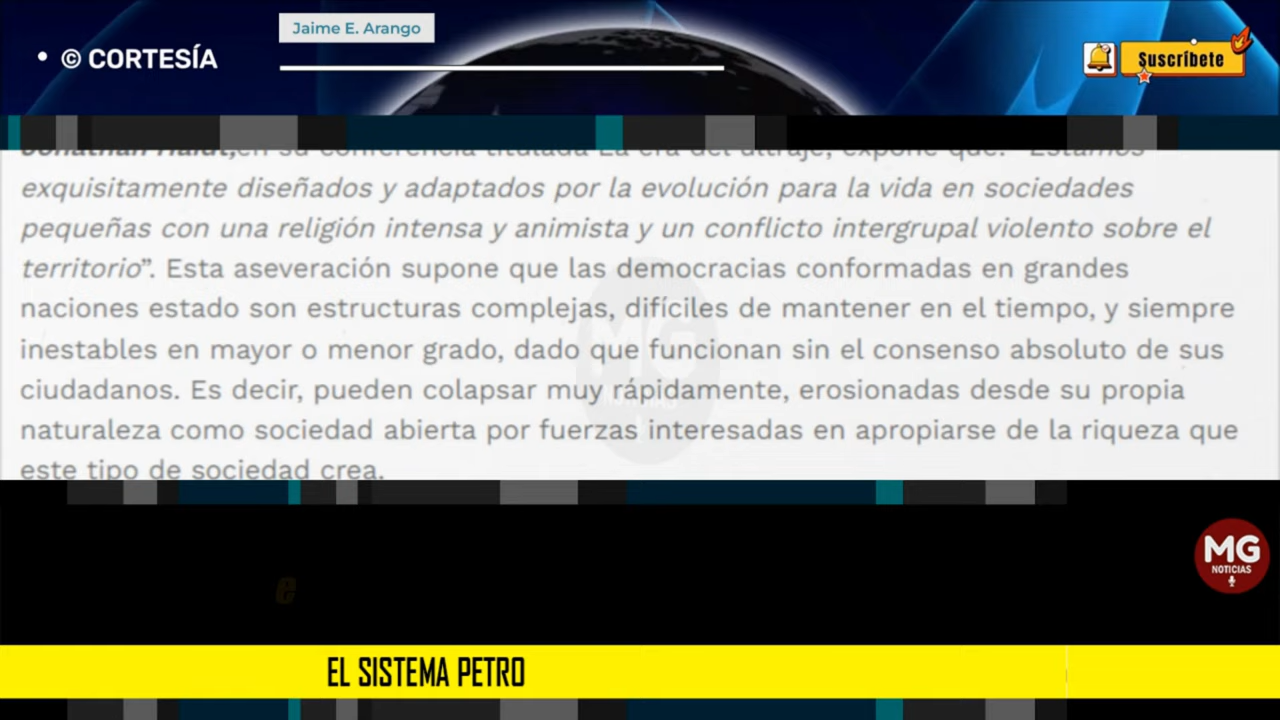 Jaime E. Arango
• © CORTESÍA
Suscríbete
exquisitamente diseñados y adaptados por la evolución para la vida en sociedades
pequeñas con una religión intensa y animista y un conflicto intergrupal violento sobre el
territorio”. Esta aseveración supone que las democracias conformadas en grandes
naciones estado son estructuras complejas, difíciles de mantener en el tiempo, y siempre
inestables en mayor o menor grado, dado que funcionan sin el consenso absoluto de sus
ciudadanos. Es decir, pueden colapsar muy rápidamente, erosionadas desde su propia
naturaleza como sociedad abierta por fuerzas interesadas en apropiarse de la riqueza que
este tipo de sociedad crea.
MG
NOTICIAS
e
EL SISTEMA PETRO